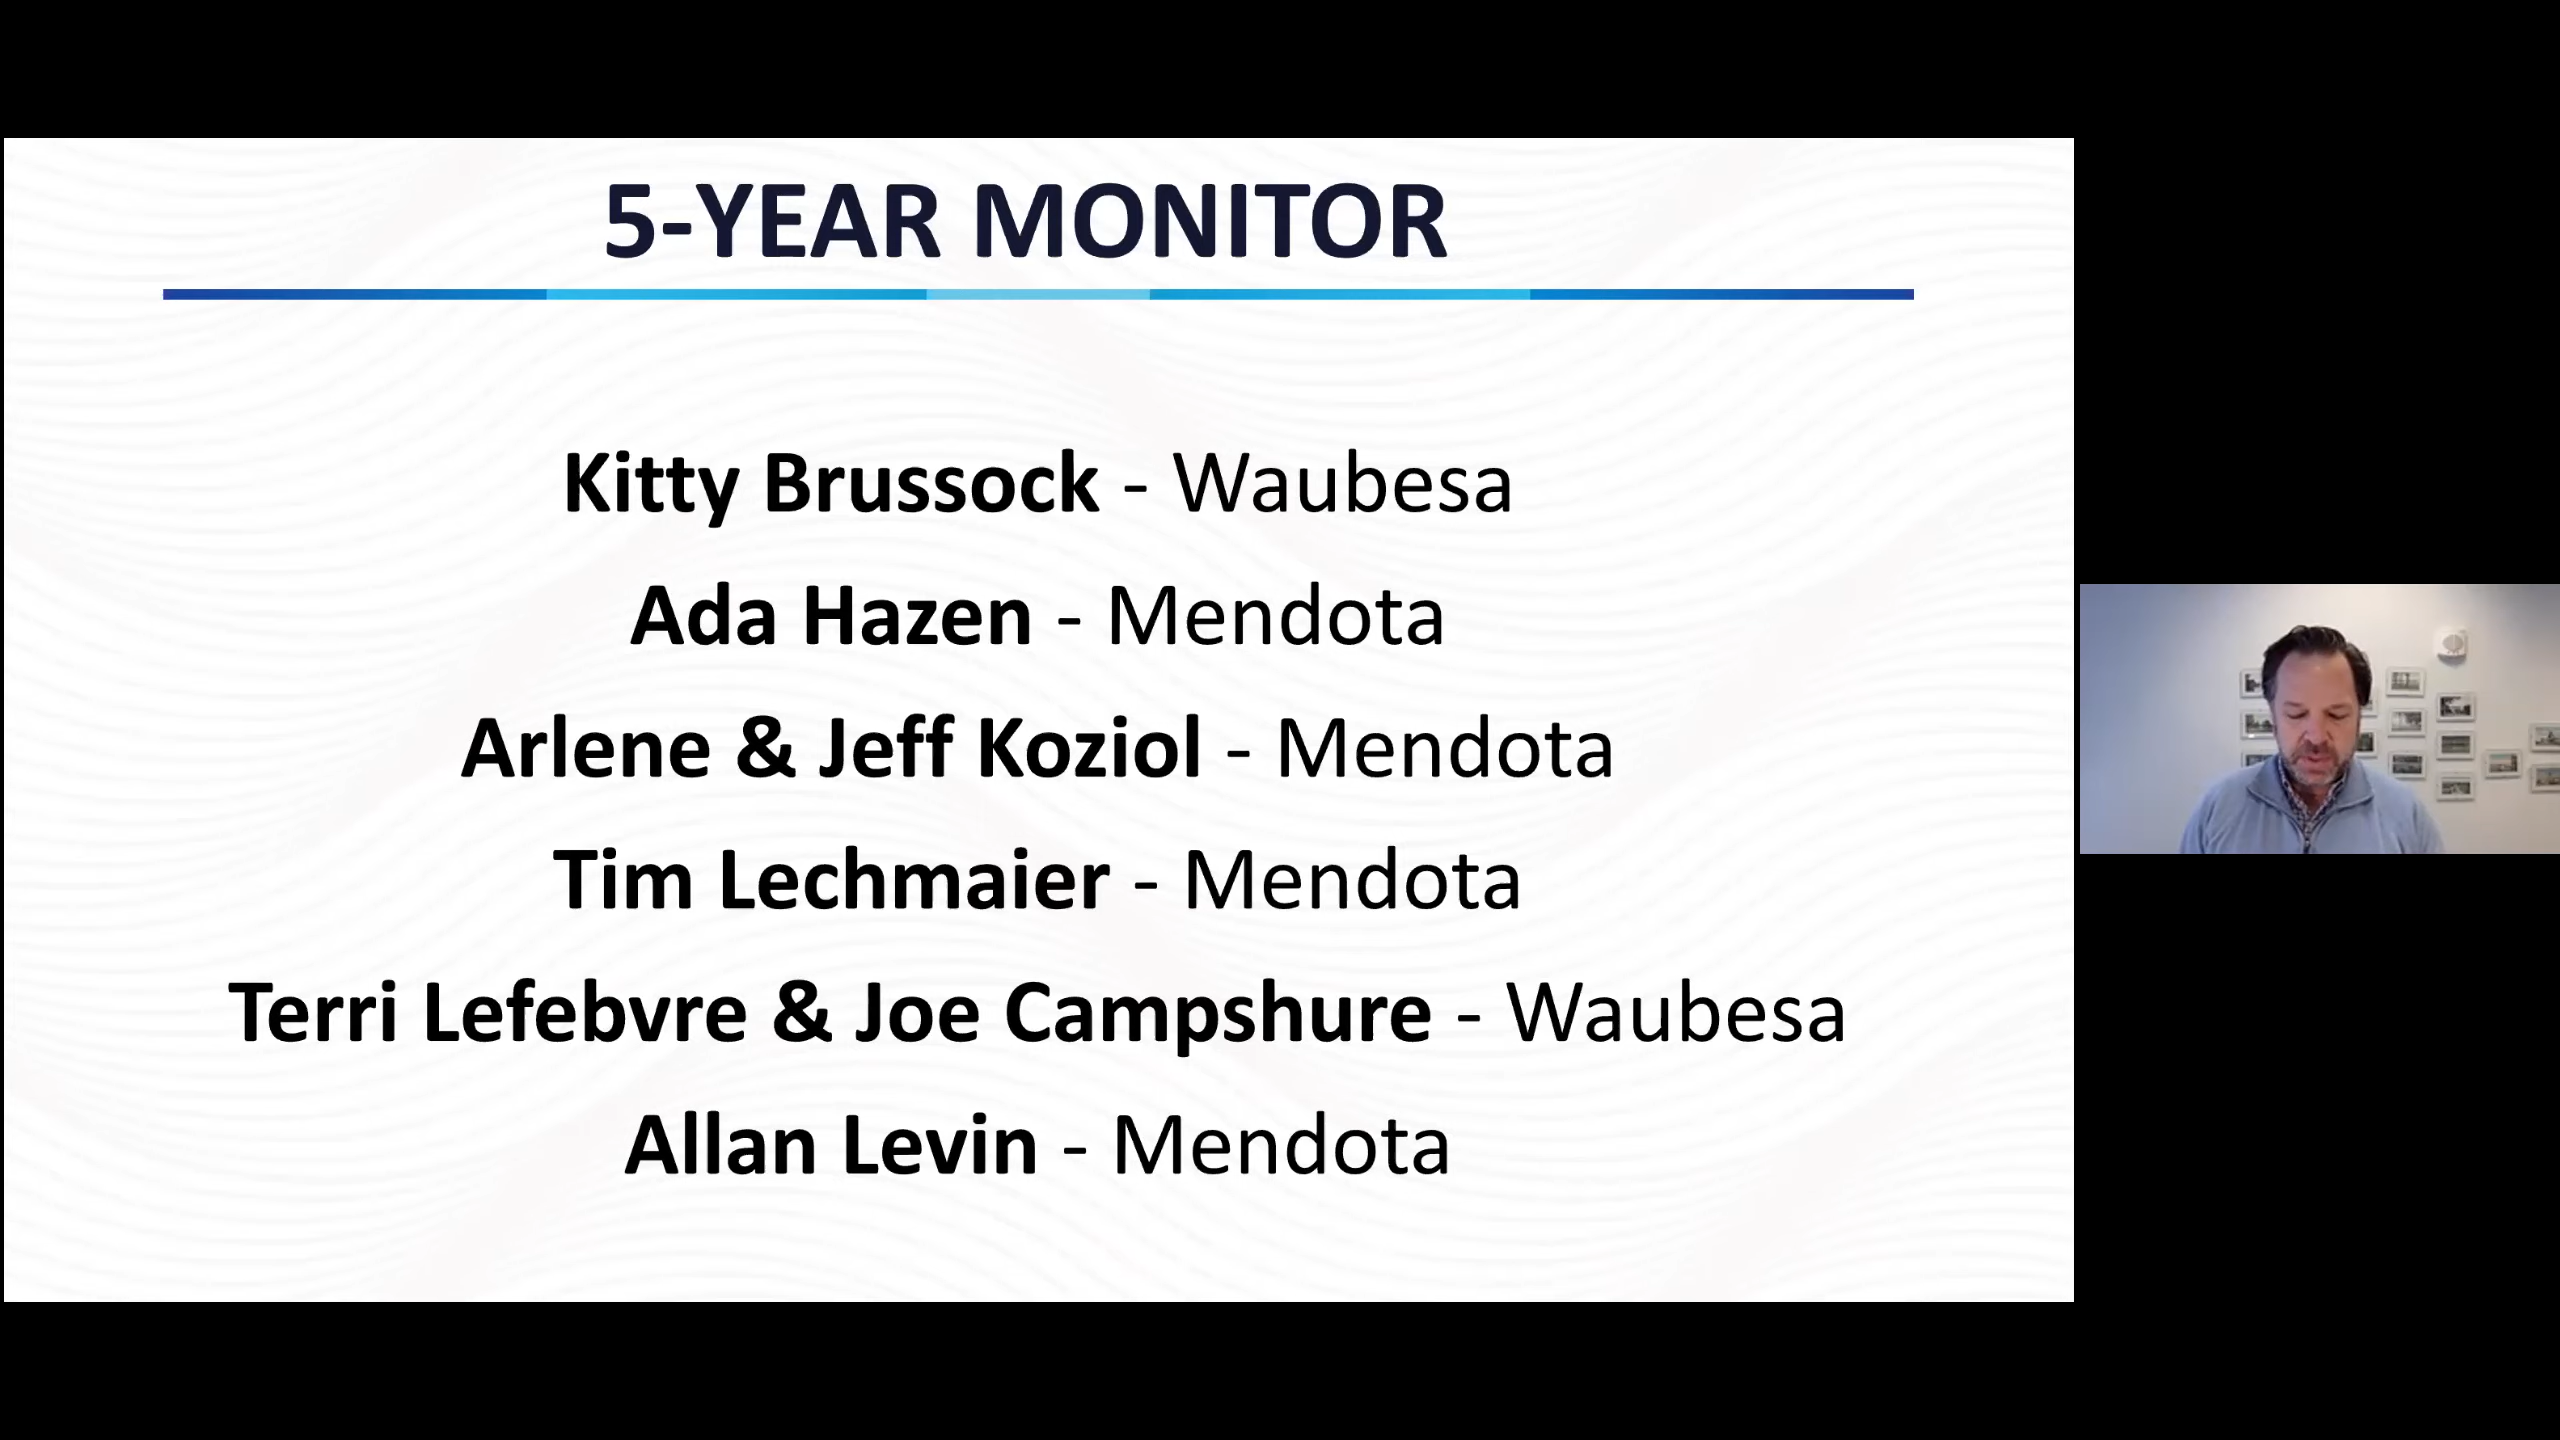 5-YEAR MONITOR
Kitty Brussock - Waubesa
Ada Hazen - Mendota
Arlene & Jeff Koziol - Mendota
Tim Lechmaier - Mendota
Terri Lefebvre & Joe Campshure - Waubesa
Allan Levin - Mendota